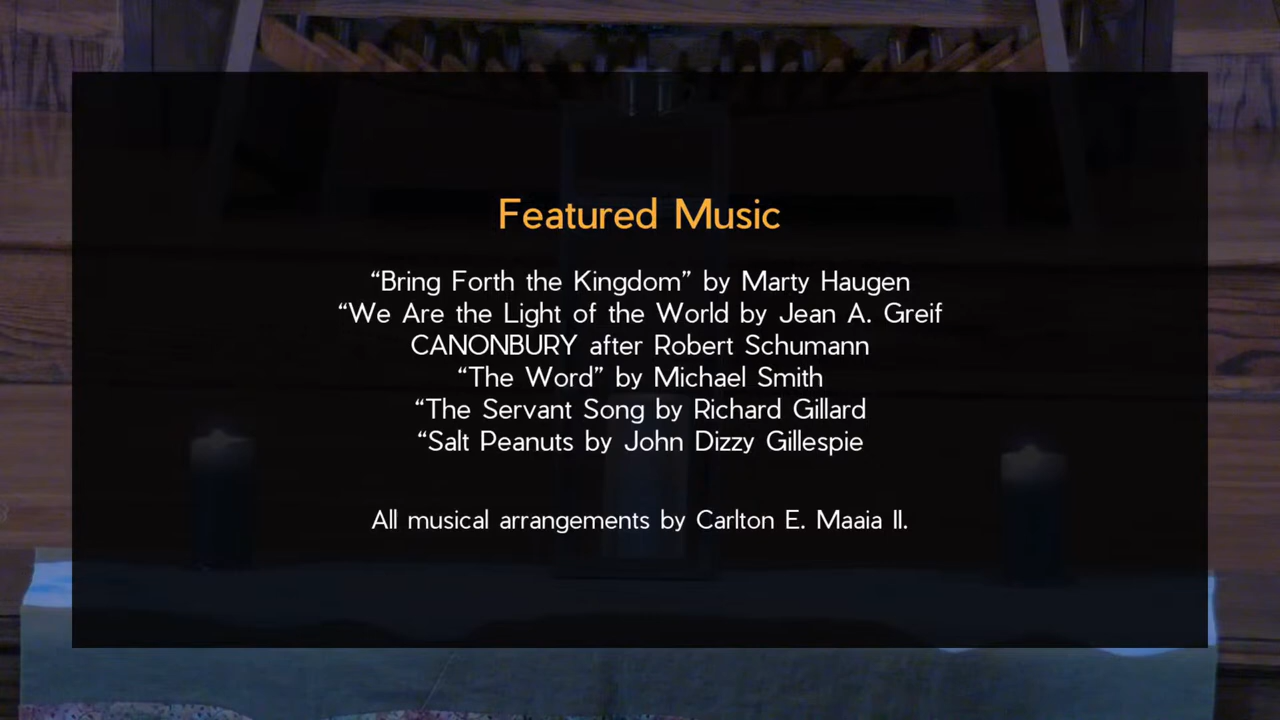 Featured Music
“Bring Forth the Kingdom” by Marty Haugen
“We Are the Light of the World by Jean A. Greif
CANONBURY after Robert Schumann
“The Word” by Michael Smith
“The Servant Song by Richard Gillard
“Salt Peanuts by John Dizzy Gillespie
All musical arrangements by Carlton E. Maaia II.